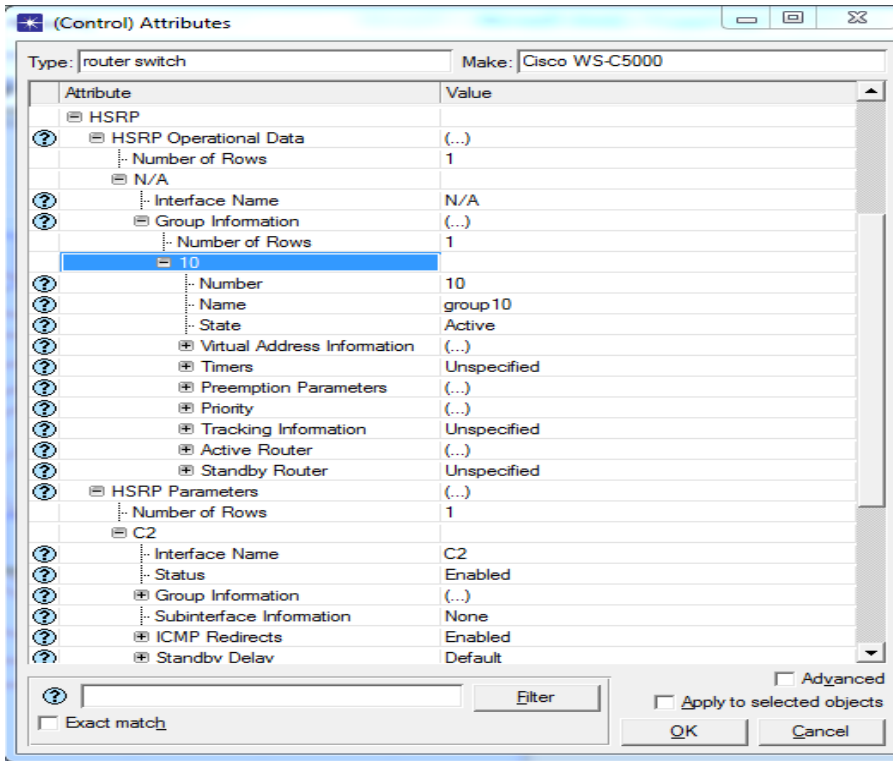 (Control) Attributes
Type: router switch Make: Cisco WS-C5000
Attribute Value
HSRP
HSRP Operational Data (...)
Number of Rows 1
N/A
Interface Name N/A
Group Information (...)
Number of Rows 1
10
Number 10
Name group10
State Active
Virtual Address Information (...)
Timers Unspecified
Preemption Parameters (...)
Priority (...)
Tracking Information Unspecified
Active Router (...)
Standby Router Unspecified
HSRP Parameters (...)
Number of Rows 1
C2
Interface Name C2
Status Enabled
Group Information (...)
Subinterface Information None
ICMP Redirects Enabled
Standby Delay Default
Advanced
Filter
Apply to selected objects
Exact match
OK Cancel